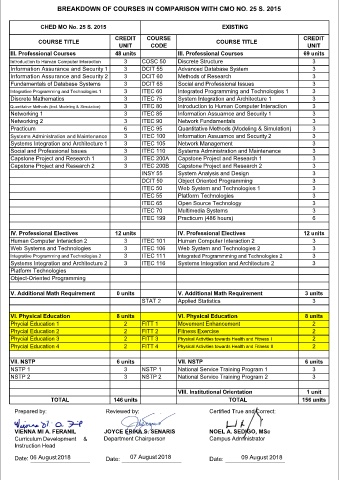 BREAKDOWN OF COURSES IN COMPARISON WITH CMO NO. 25 S. 2015
CHED MO No. 25 S. 2015 EXISTING
COURSE TITLE CREDIT UNIT COURSE CODE COURSE TITLE CREDIT UNIT
III. Professional Courses 48 units III. Professional Courses 69 units
Introduction to Human Computer Interaction 3 COSC 50 Discrete Structure 3
Information Assurance and Security 1 3 DCIT 55 Advanced Database System 3
Information Assurance and Security 2 3 DCIT 60 Methods of Research 3
Fundamentals of Database Systems 3 DCIT 65 Social and Professional Issues 3
Integrative Programming and Technologies 1 3 ITEC 60 Integrated Programming and Technologies 1 3
Discrete Mathematics 3 ITEC 75 System Integration and Architecture 1 3
Quantitative Methods (incl Modeling & Simulation) 3 ITEC 80 Introduction to Human Computer Interaction 3
Networking 1 3 ITEC 85 Information Assurance and Security 1 3
Networking 2 3 ITEC 90 Network Fundamentals 3
Practicum 6 ITEC 95 Quantitative Methods (Modeling & Simulation) 3
Systems Administration and Maintenance 3 ITEC 100 Information Assurance and Security 2 3
Systems Integration and Architecture 1 3 ITEC 105 Network Management 3
Social and Professional Issues 3 ITEC 110 Systems Administration and Maintenance 3
Capstone Project and Research 1 3 ITEC 200A Capstone Project and Research 1 3
Capstone Project and Research 2 3 ITEC 200B Capstone Project and Research 2 3
INSY 55 System Analysis and Design 3
DCIT 50 Object Oriented Programming 3
ITEC 50 Web System and Technologies 1 3
ITEC 55 Platform Technologies 3
ITEC 65 Open Source Technology 3
ITEC 70 Multimedia Systems 3
ITEC 199 Practicum (486 hours) 6
IV. Professional Electives 12 units IV. Professional Electives 12 units
Human Computer Interaction 2 3 ITEC 101 Human Computer Interaction 2 3
Web Systems and Technologies 3 ITEC 106 Web System and Technologies 2 3
Integrative Programming and Technologies 2 3 ITEC 111 Integrated Programming and Technologies 2 3
Systems Integration and Architecture 2 3 ITEC 116 Systems Integration and Architecture 2 3
Platform Technologies
Object-Oriented Programming
V. Additional Math Requirement 0 units V. Additional Math Requirement 3 units
STAT 2 Applied Statistics 3
VI. Physical Education 8 units VI. Physical Education 8 units
Phycial Education 1 2 FITT 1 Movement Enhancement 2
Phycial Education 2 2 FITT 2 Fitness Exercise 2
Phycial Education 3 2 FITT 3 Physical Activities towards Health and Fitness I 2
Phycial Education 4 2 FITT 4 Physical Activities towards Health and Fitness II 2
VII. NSTP 6 units VII. NSTP 6 units
NSTP 1 3 NSTP 1 National Service Training Program 1 3
NSTP 2 3 NSTP 2 National Service Training Program 2 3
VIII. Institutional Orientation 1 unit
TOTAL 146 units TOTAL 156 units
Prepared by: Reviewed by: Certified True and Correct:
VIENNA MI A. FERANIL JOYCE ERIKA S. SENARIS NOEL A. SEDIGO, MSc
Curriculum Development & Instruction Head Department Chairperson Campus Administrator
Date: 06 August 2018 Date: 07 August 2018 Date: 09 August 2018